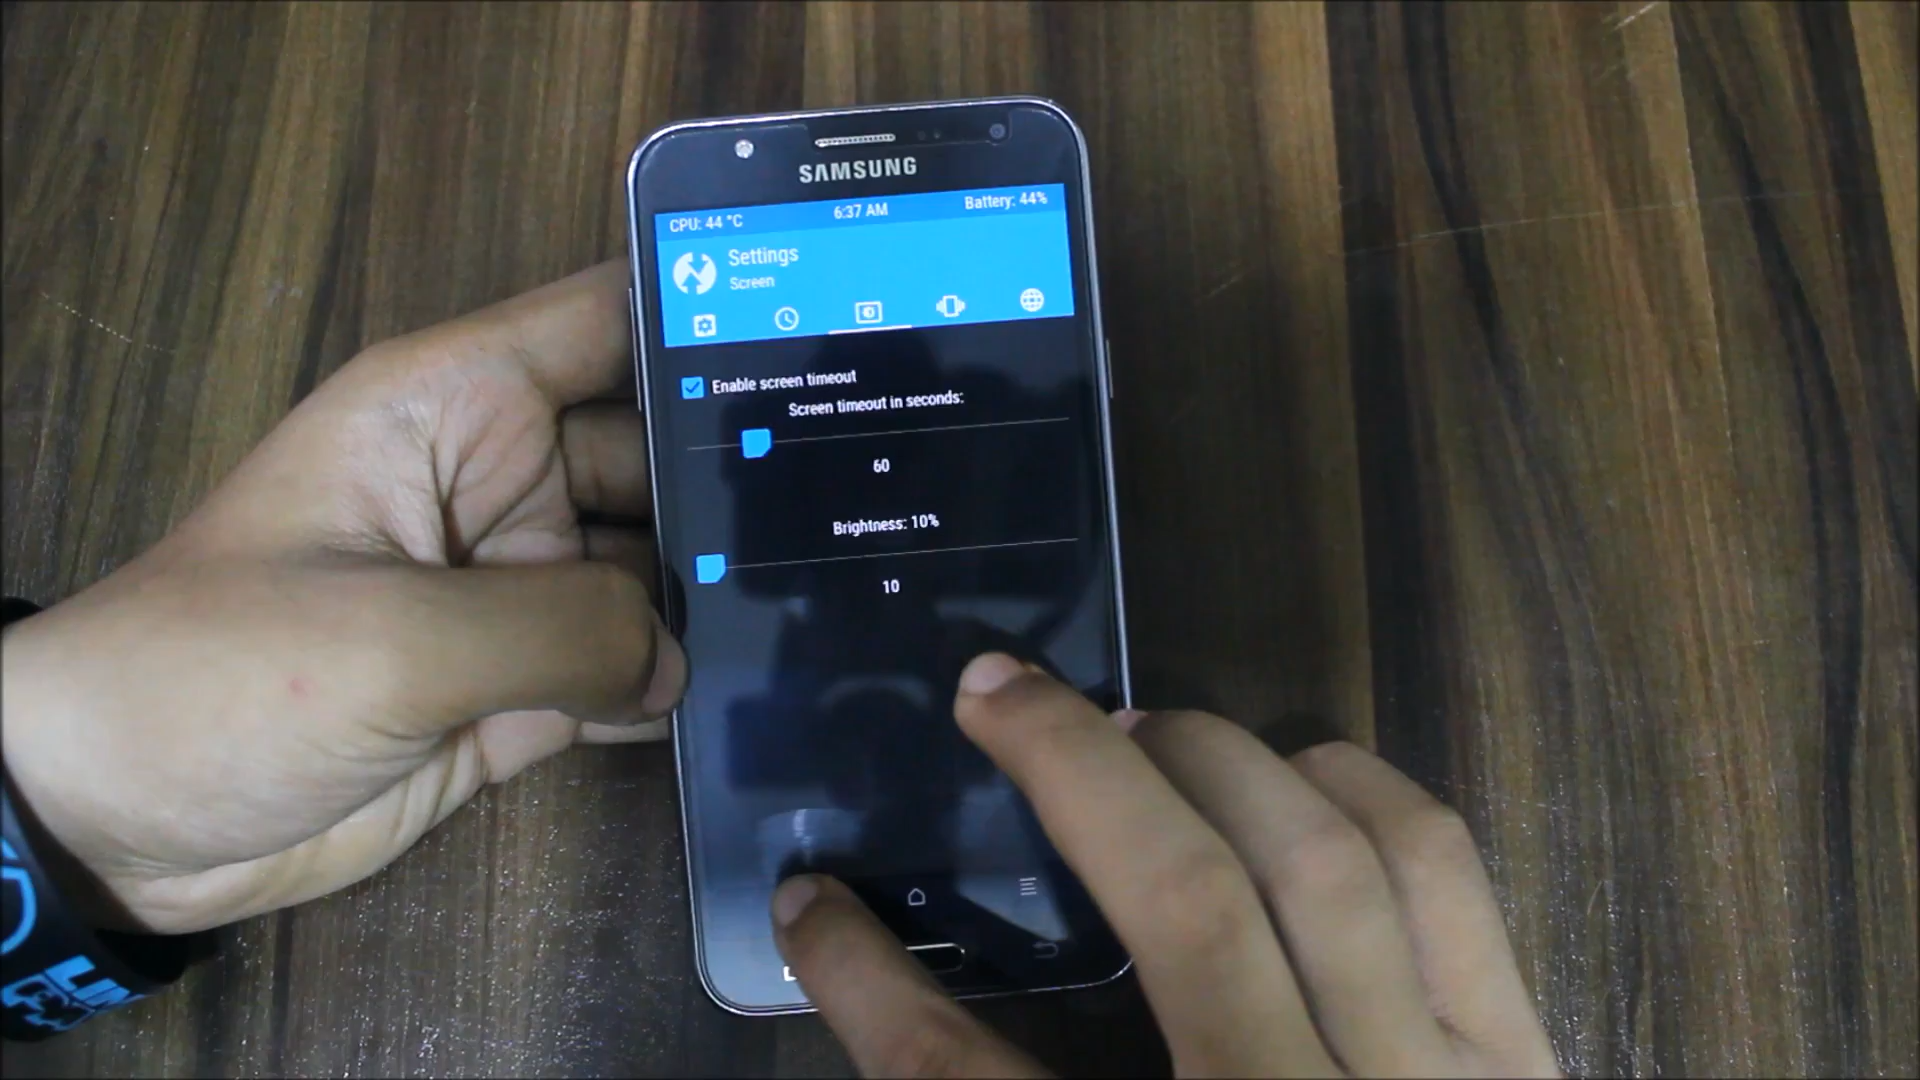 SAMSUNG
CPU: 44 °C 6:37 AM Battery: 44%
Settings
Screen
Enable screen timeout
Screen timeout in seconds:
60
Brightness: 10%
10